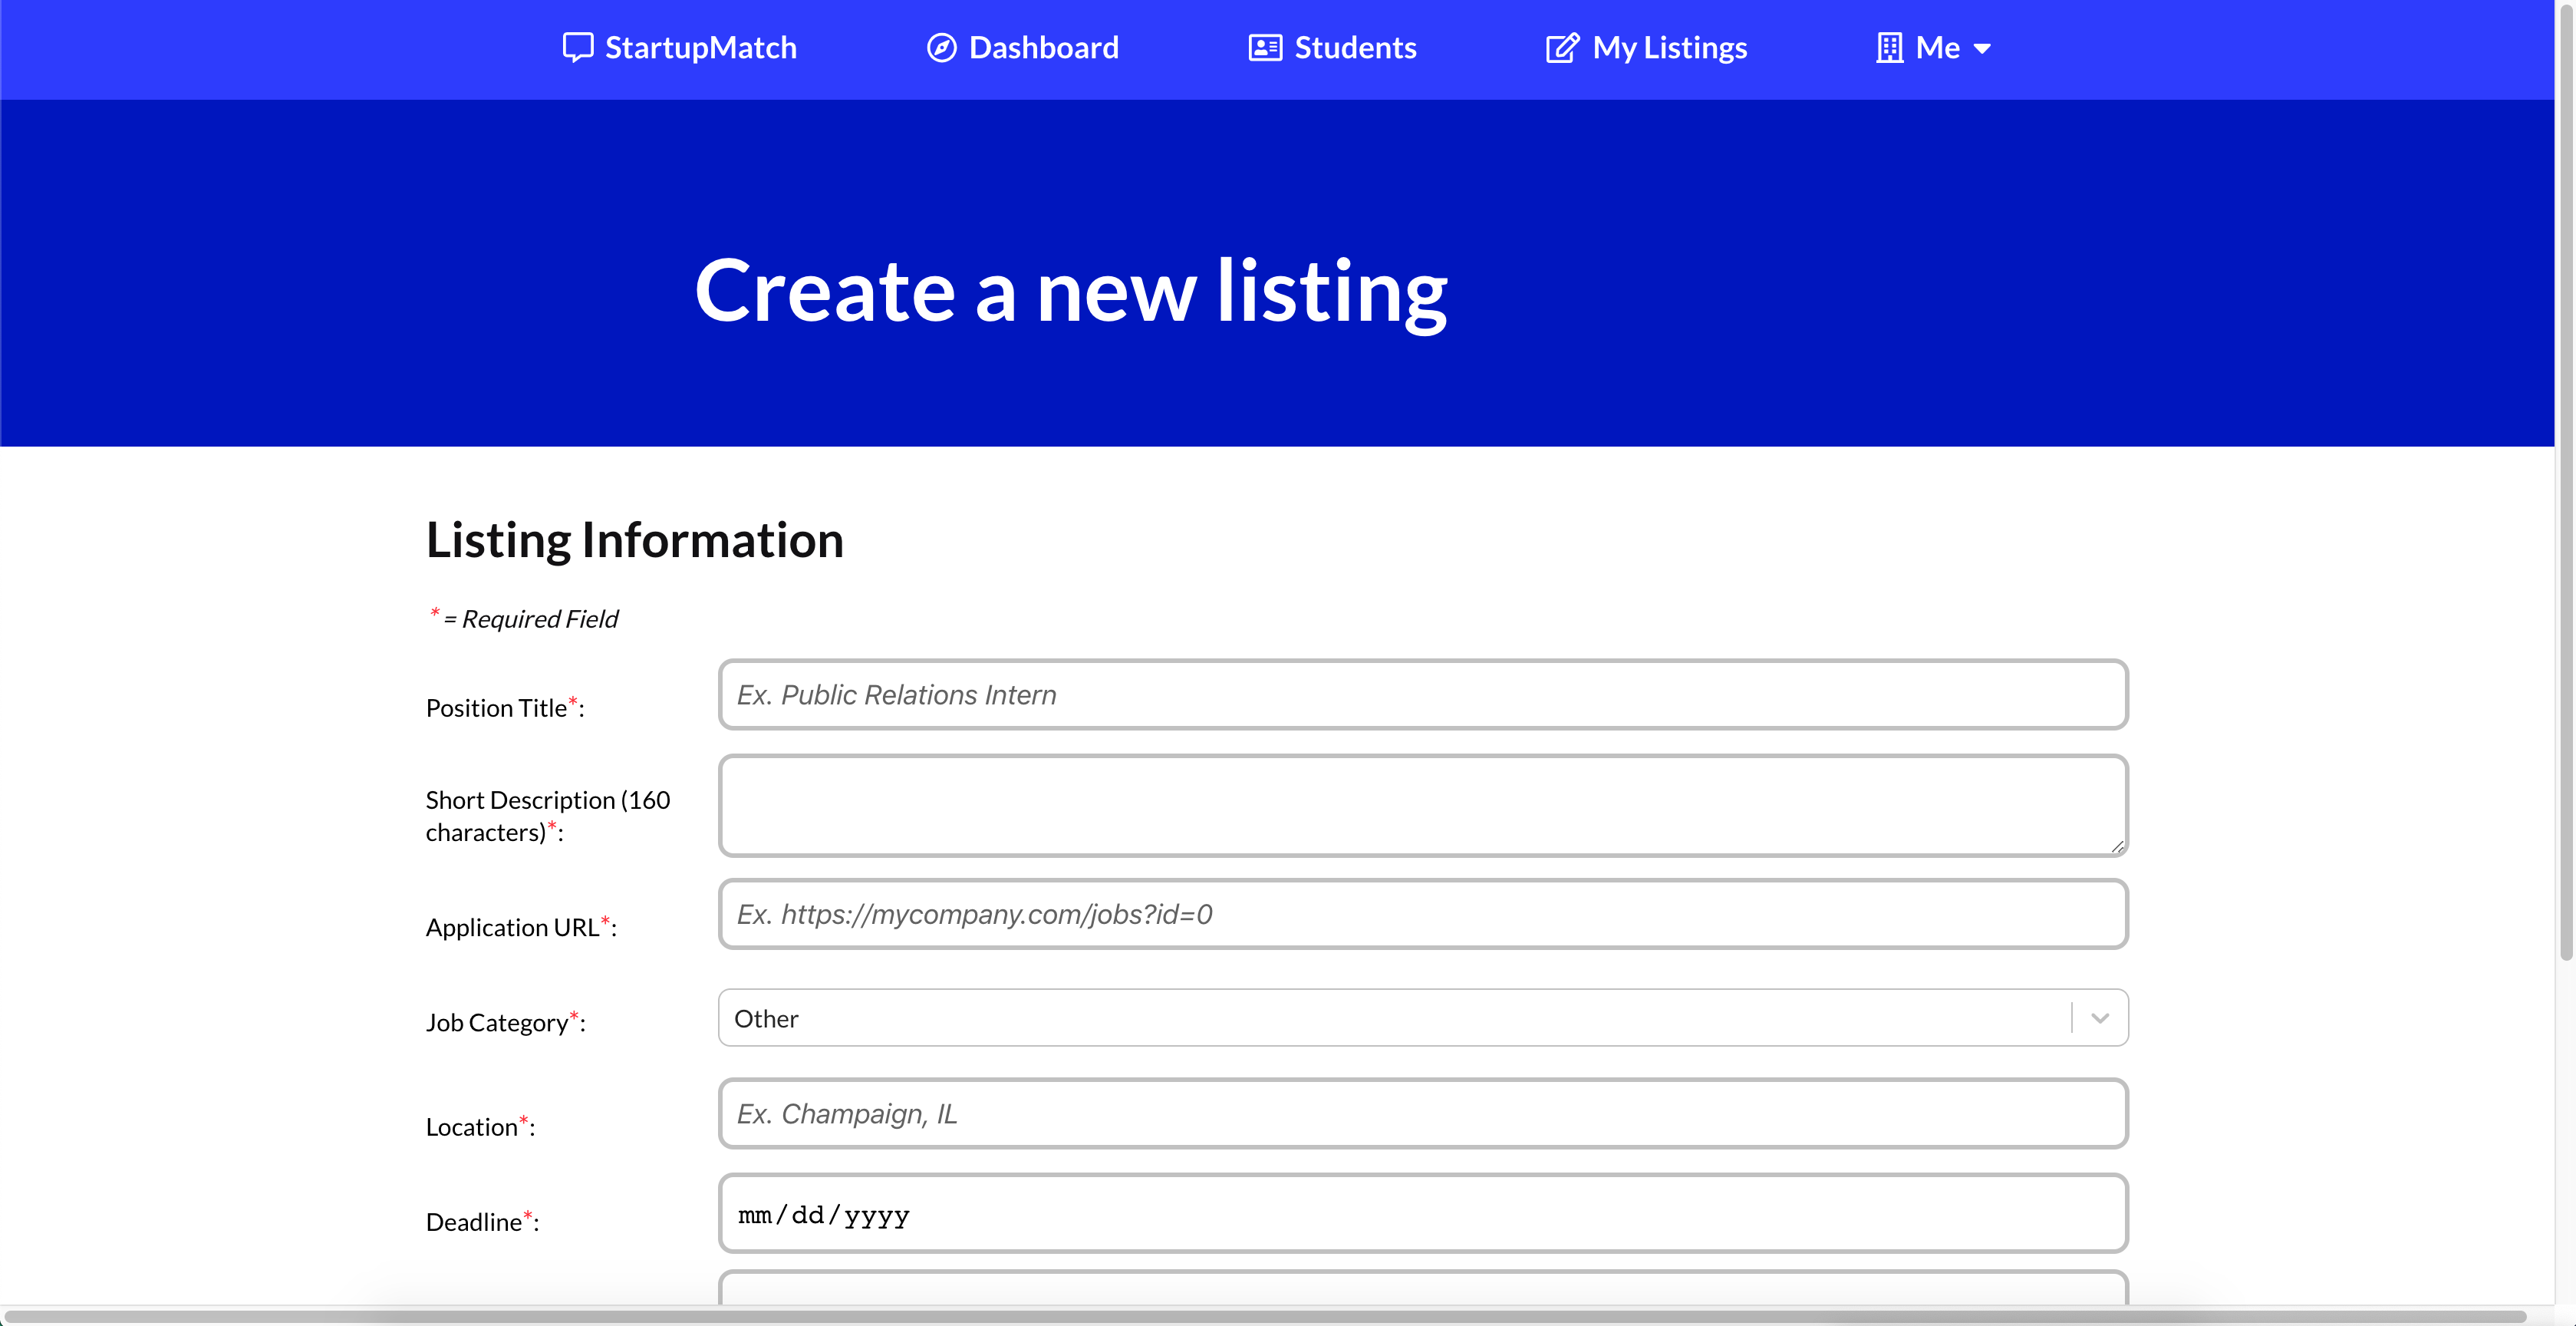 StartupMatch Dashboard Students My Listings Me
Create a new listing
Listing Information
* = Required Field
Position Title*:
Ex. Public Relations Intern
Short Description (160
characters)*:
Application URL*:
Ex. https://mycompany.com/jobs?id=0
Job Category*:
Other
Location*:
Ex. Champaign, IL
Deadline*:
mm/dd/yyyy